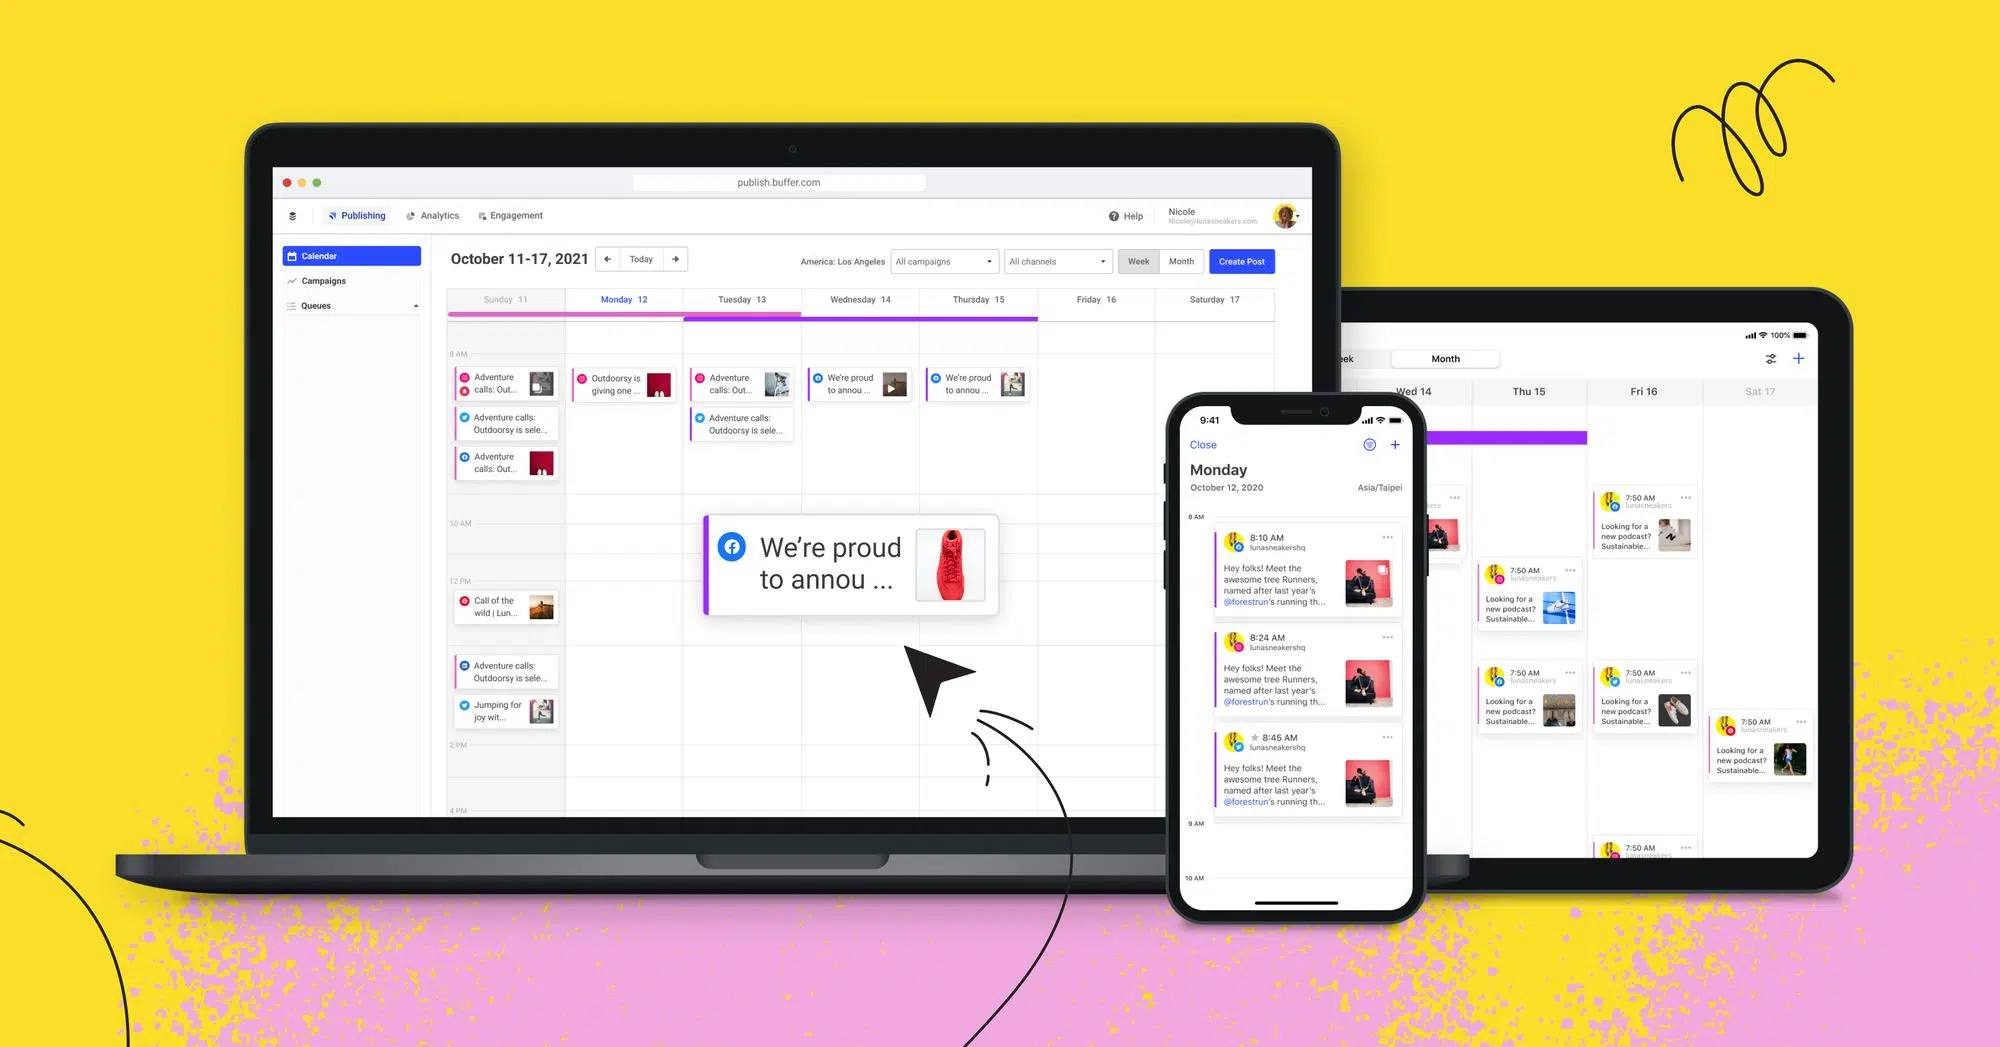 publish.buffer.com
Publishing
Analytics
Engagement
Help
Nicole
Nicole@lunasneakers.com
Calendar
Campaigns
Queues
October 11-17, 2021
Today
America: Los Angeles
All campaigns
All channels
Week
Month
Create Post
Sunday 11
Monday 12
Tuesday 13
Wednesday 14
Thursday 15
Friday 16
Saturday 17
8 AM
Adventure
calls: Out...
Outdoorsy is
giving one ...
Adventure
calls: Out...
We're proud
to annou ...
We're proud
to annou ...
Adventure calls:
Outdoorsy is sele...
Adventure calls:
Outdoorsy is sele...
Adventure
calls: Out...
10 AM
We're proud
to annou ...
12 PM
Call of the
wild | Lun...
Adventure calls:
Outdoorsy is sele...
Jumping for
joy wit...
2 PM
4 PM
9:41
Close
Monday
October 12, 2020
Asia/Taipei
8 AM
8:10 AM
lunasneakershq
Hey folks! Meet the
awesome tree Runners,
named after last year's
@forestrun's running th...
8:24 AM
lunasneakershq
Hey folks! Meet the
awesome tree Runners,
named after last year's
@forestrun's running th...
8:45 AM
lunasneakershq
Hey folks! Meet the
awesome tree Runners,
named after last year's
@forestrun's running th...
9 AM
10 AM
100%
eek
Month
Wed 14
Thu 15
Fri 16
Sat 17
kers
7:50 AM
lunasneakers
Looking for a
new podcast?
Sustainable...
7:50 AM
lunasneakers
Looking for a
new podcast?
Sustainable...
7:50 AM
lunasneakers
Looking for a
new podcast?
Sustainable...
7:50 AM
lunasneakers
Looking for a
new podcast?
Sustainable...
7:50 AM
lunasneakers
Looking for a
new podcast?
Sustainable...
7:50 AM
lunasneakers